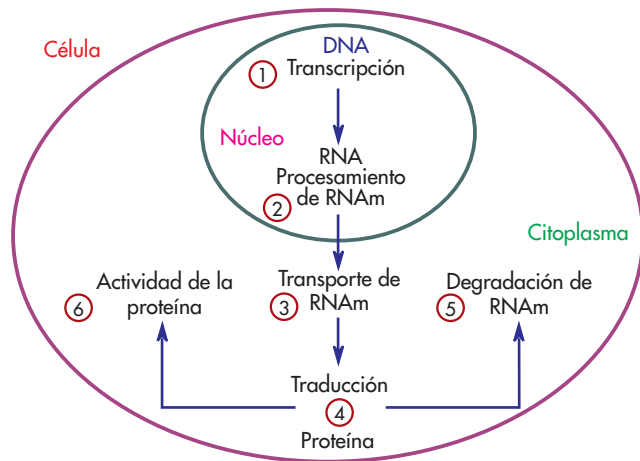 Célula
DNA
1 Transcripción
Núcleo
RNA
Procesamiento
de RNAm
2
Citoplasma
Actividad de la
proteína
6
Transporte de
RNAm
3
Degradación de
RNAm
5
Traducción
4
Proteína